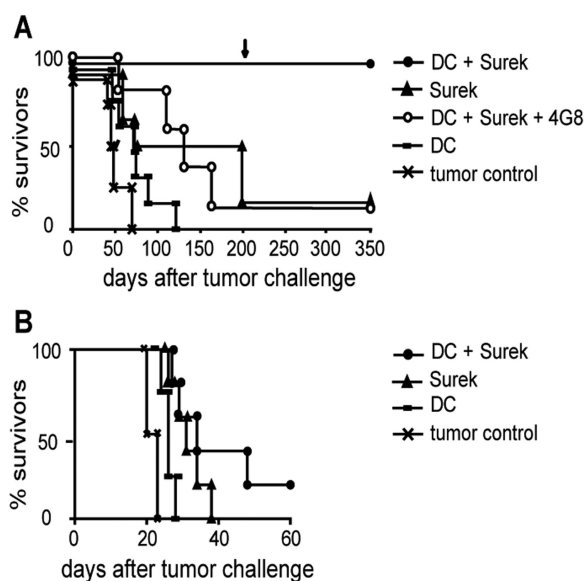 A
100
50
0
% survivors
0 50 100 150 200 250 300 350
days after tumor challenge
DC + Surek
Surek
DC + Surek + 4G8
DC
tumor control
B
100
50
0
% survivors
0 20 40 60
days after tumor challenge
DC + Surek
Surek
DC
tumor control